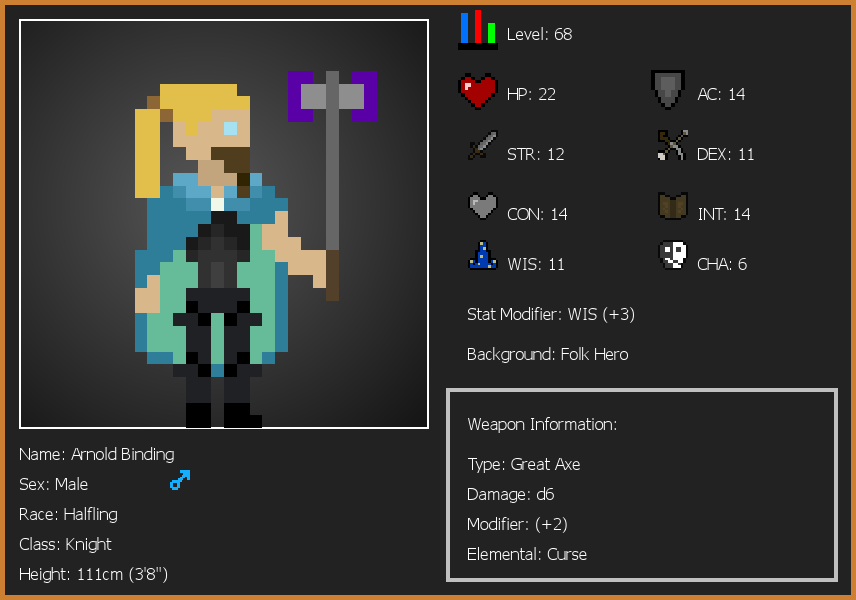 Level: 68
HP: 22
AC: 14
STR: 12
DEX: 11
CON: 14
INT: 14
WIS: 11
CHA: 6
Stat Modifier: WIS (+3)
Background: Folk Hero
Weapon Information:
Type: Great Axe
Damage: d6
Modifier: (+2)
Elemental: Curse
Name: Arnold Binding
Sex: Male
Race: Halfling
Class: Knight
Height: 111cm (3'8")